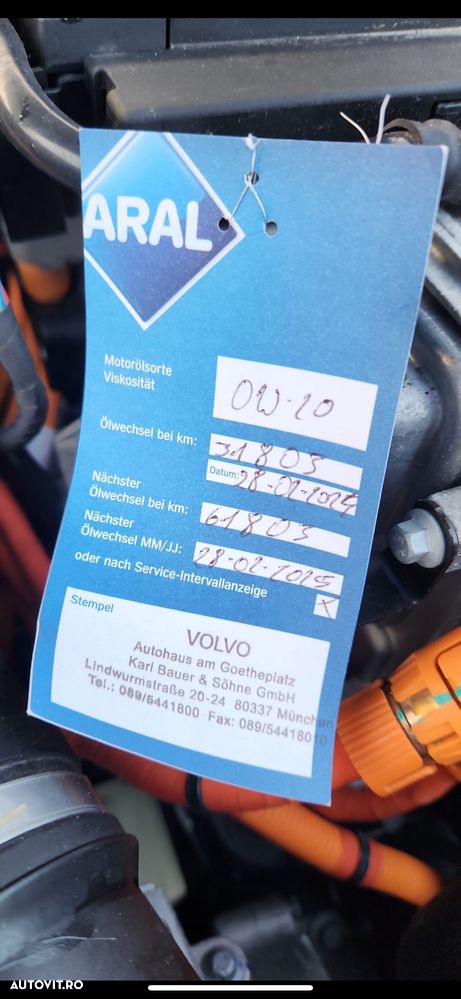 ARAL
Motorölsorte
Viskosität
0W-20
Ölwechsel bei km:
31803
Datum: 28-02-2024
Nächster
Ölwechsel bei km:
61803
Nächster
Ölwechsel MM/JJ:
28-02-2025
oder nach Service-Intervallanzeige
X
Stempel
VOLVO
Autohaus am Goetheplatz
Karl Bauer & Söhne GmbH
Lindwurmstraße 20-24 80337 München
Tel.: 089/5441800 · Fax: 089/54418010
AUTOVIT.RO